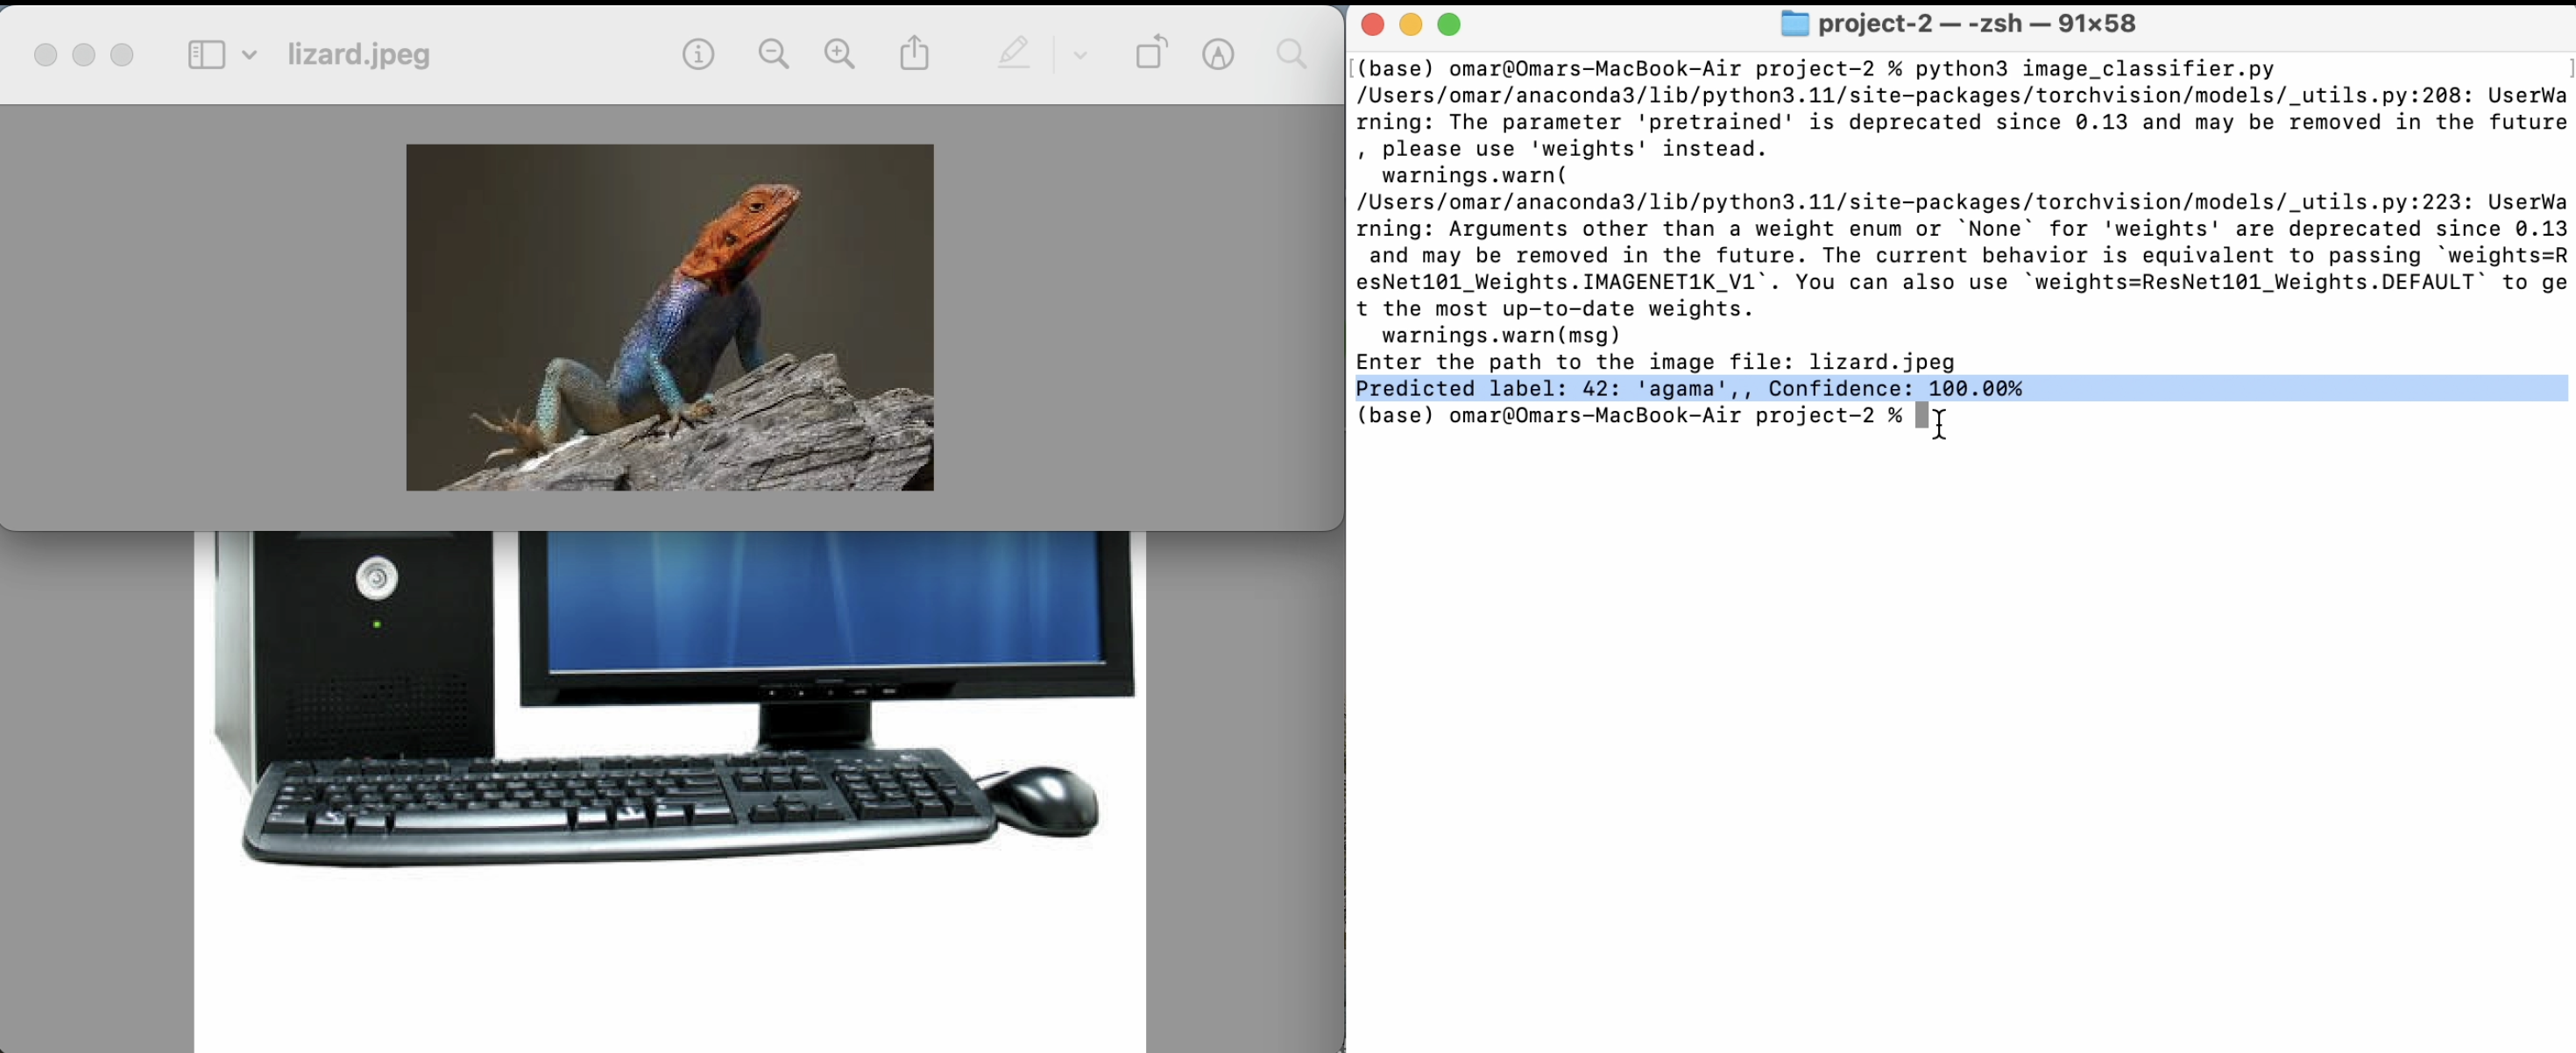 lizard.jpeg
project-2 — -zsh — 91×58
(base) omar@Omars-MacBook-Air project-2 % python3 image_classifier.py
/Users/omar/anaconda3/lib/python3.11/site-packages/torchvision/models/_utils.py:208: UserWa
rning: The parameter 'pretrained' is deprecated since 0.13 and may be removed in the future
, please use 'weights' instead.
  warnings.warn(
/Users/omar/anaconda3/lib/python3.11/site-packages/torchvision/models/_utils.py:223: UserWa
rning: Arguments other than a weight enum or `None` for 'weights' are deprecated since 0.13
 and may be removed in the future. The current behavior is equivalent to passing `weights=R
esNet101_Weights.IMAGENET1K_V1`. You can also use `weights=ResNet101_Weights.DEFAULT` to ge
t the most up-to-date weights.
  warnings.warn(msg)
Enter the path to the image file: lizard.jpeg
Predicted label: 42: 'agama',, Confidence: 100.00%
(base) omar@Omars-MacBook-Air project-2 %